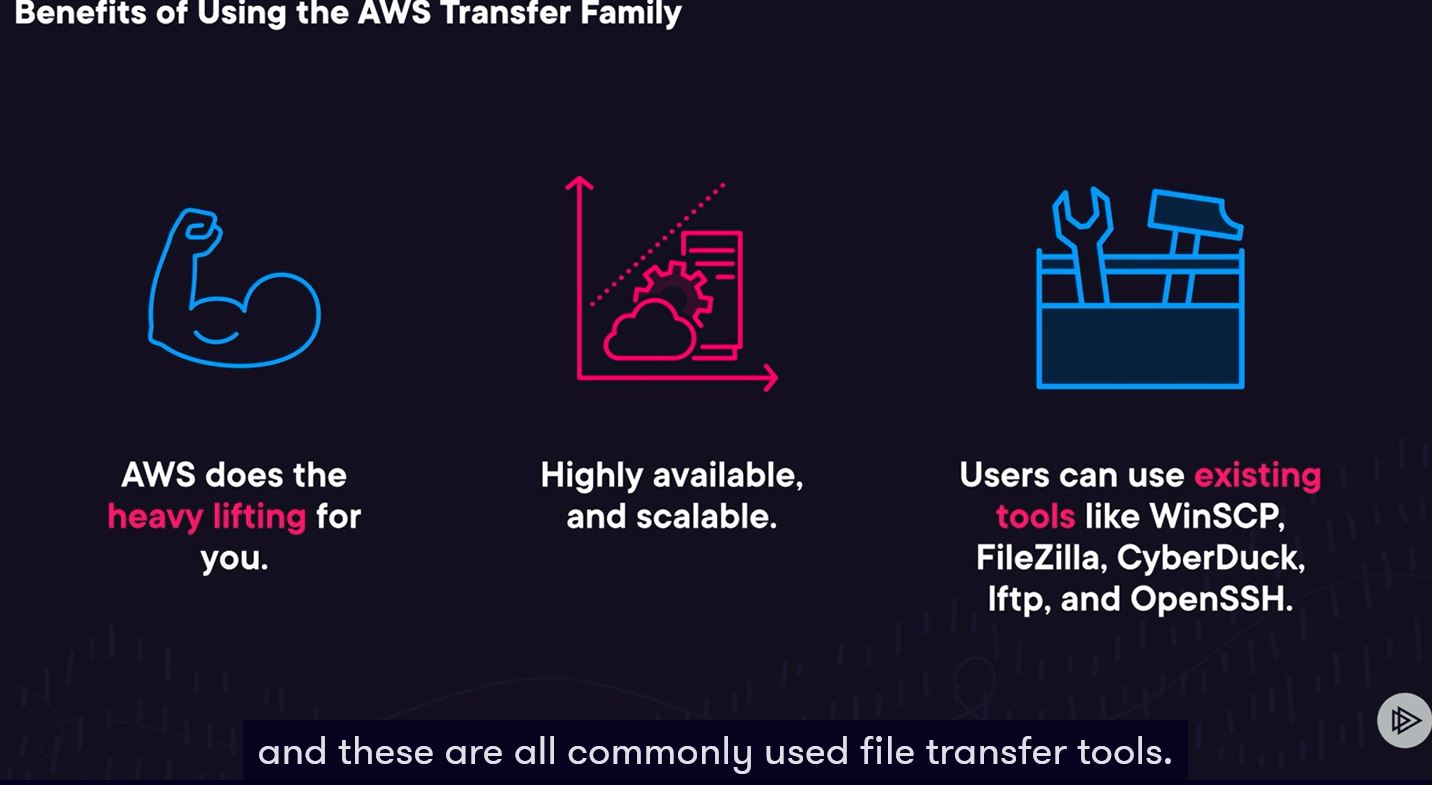 Benefits of Using the AWS Transfer Family
AWS does the
heavy lifting for
you.
Highly available,
and scalable.
Users can use existing
tools like WinSCP,
FileZilla, CyberDuck,
lftp, and OpenSSH.
and these are all commonly used file transfer tools.